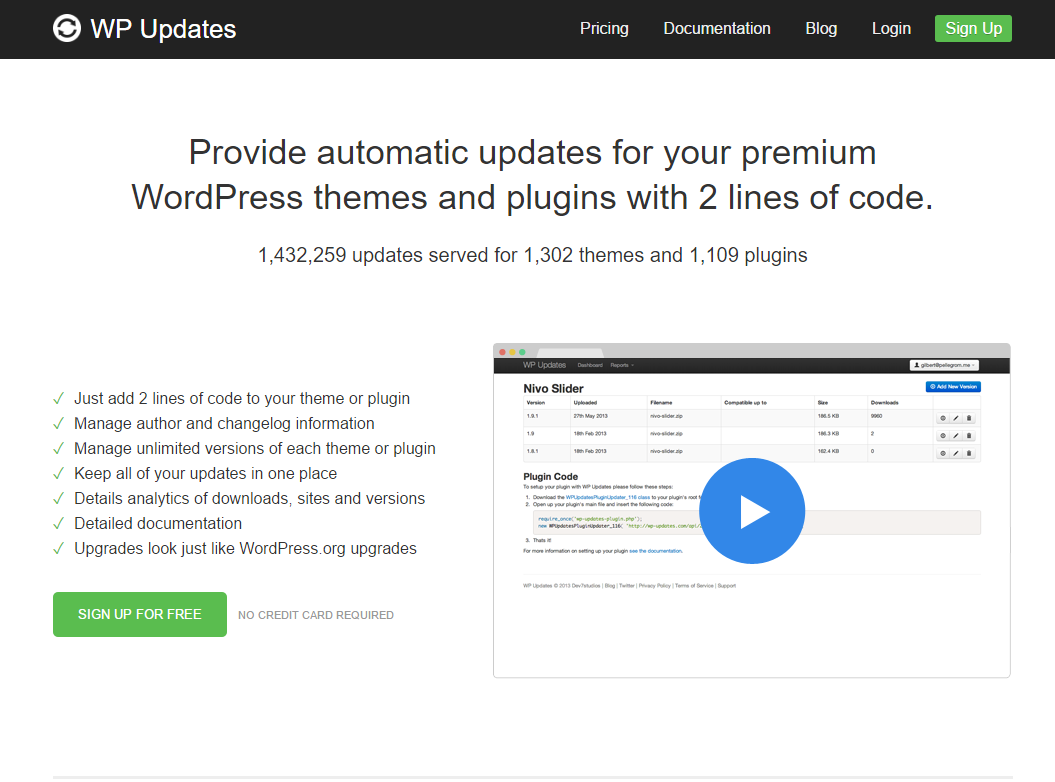 WP Updates
Pricing Documentation Blog Login Sign Up
Provide automatic updates for your premium
WordPress themes and plugins with 2 lines of code.
1,432,259 updates served for 1,302 themes and 1,109 plugins
✓ Just add 2 lines of code to your theme or plugin
✓ Manage author and changelog information
✓ Manage unlimited versions of each theme or plugin
✓ Keep all of your updates in one place
✓ Details analytics of downloads, sites and versions
✓ Detailed documentation
✓ Upgrades look just like WordPress.org upgrades
SIGN UP FOR FREE NO CREDIT CARD REQUIRED
WP Updates Dashboard Reports gilbert@pellegrom.me
Nivo Slider Add New Version
Version Uploaded Filename Compatible up to Size Downloads
1.9.1 27th May 2013 nivo-slider.zip 186.5 KB 9960
1.9 18th Feb 2013 nivo-slider.zip 186.3 KB 2
1.8.1 18th Feb 2013 nivo-slider.zip 162.4 KB 0
Plugin Code
To setup your plugin with WP Updates please follow these steps:
1. Download the WPUpdatesPluginUpdater_116 class to your plugin's root
2. Open up your plugin's main file and insert the following code:
require_once('wp-updates-plugin.php');
new WPUpdatesPluginUpdater_116( 'http://wp-updates.com/api/
3. Thats it!
For more information on setting up your plugin see the documentation.
WP Updates © 2013 Dev7studios | Blog | Twitter | Privacy Policy | Terms of Service | Support